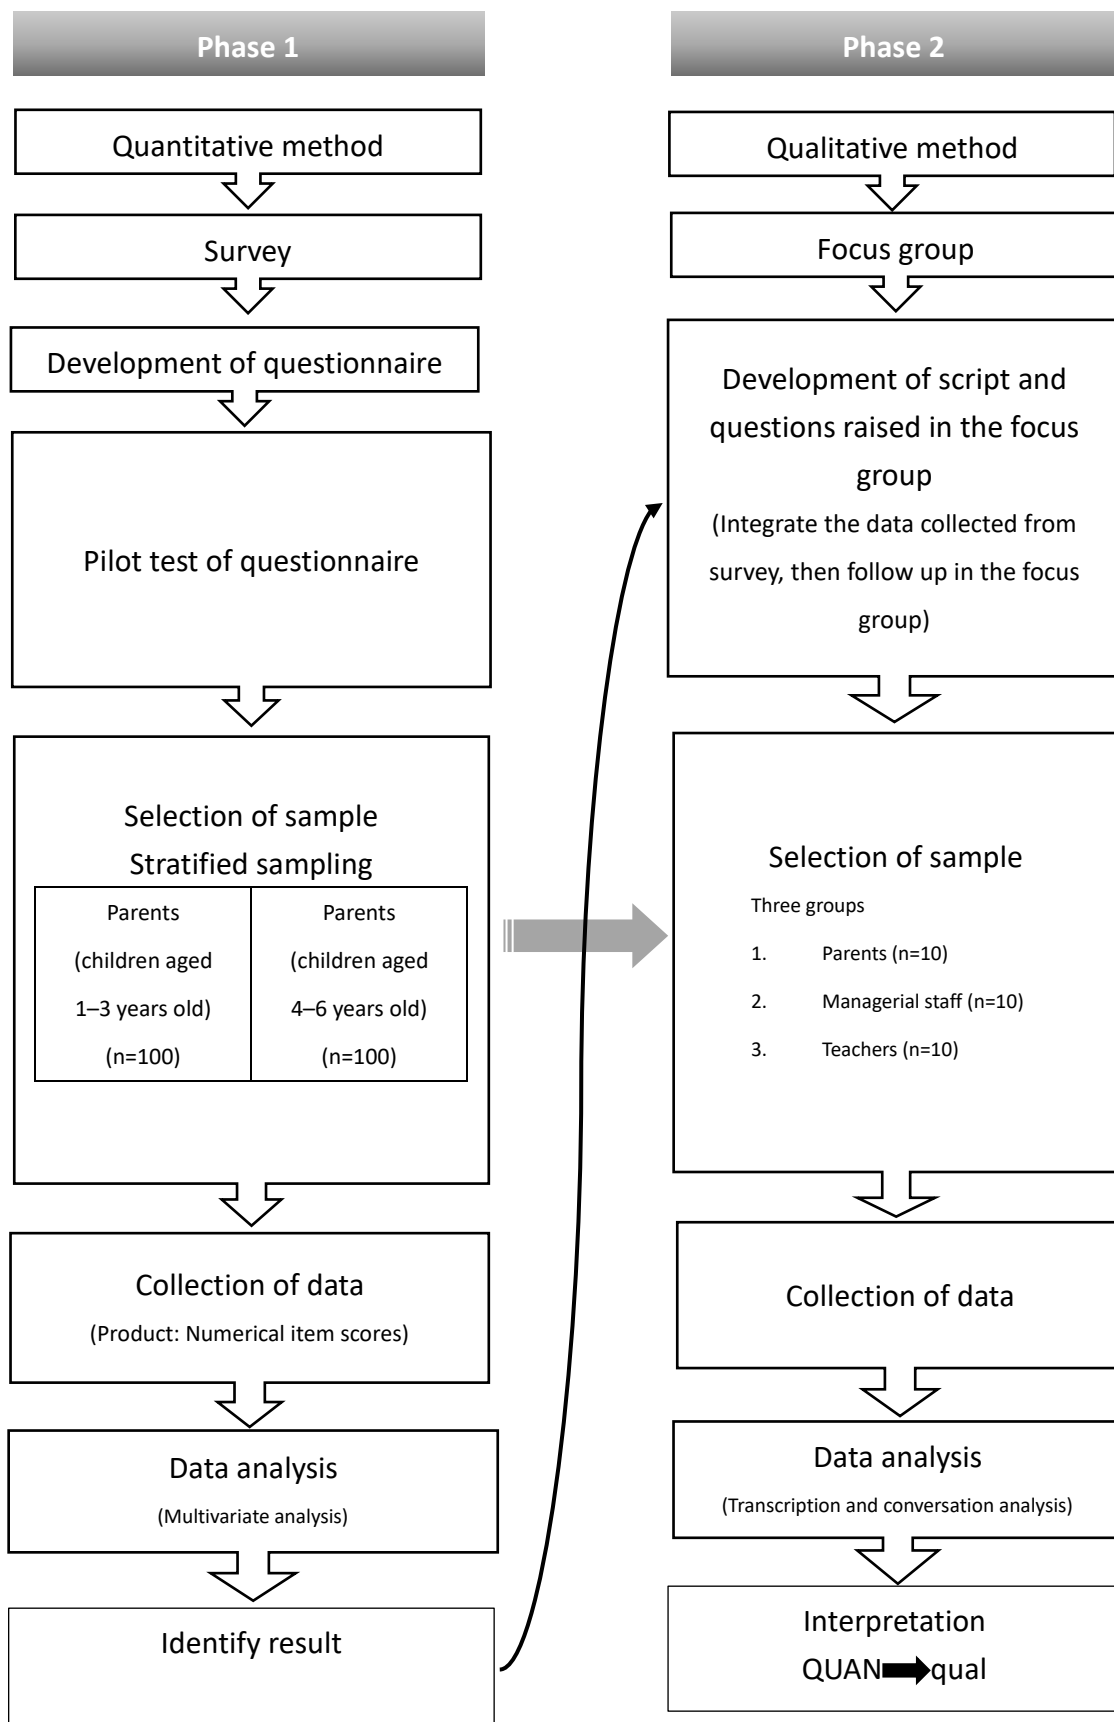 Phase 1
Quantitative method
Survey
Development of questionnaire
Pilot test of questionnaire
Selection of sample
Stratified sampling
Parents
(children aged
1–3 years old)
(n=100)
Parents
(children aged
4–6 years old)
(n=100)
Collection of data
(Product: Numerical item scores)
Data analysis
(Multivariate analysis)
Identify result
Phase 2
Qualitative method
Focus group
Development of script and
questions raised in the focus
group
(Integrate the data collected from
survey, then follow up in the focus
group)
Selection of sample
Three groups
1. Parents (n=10)
2. Managerial staff (n=10)
3. Teachers (n=10)
Collection of data
Data analysis
(Transcription and conversation analysis)
Interpretation
QUAN qual